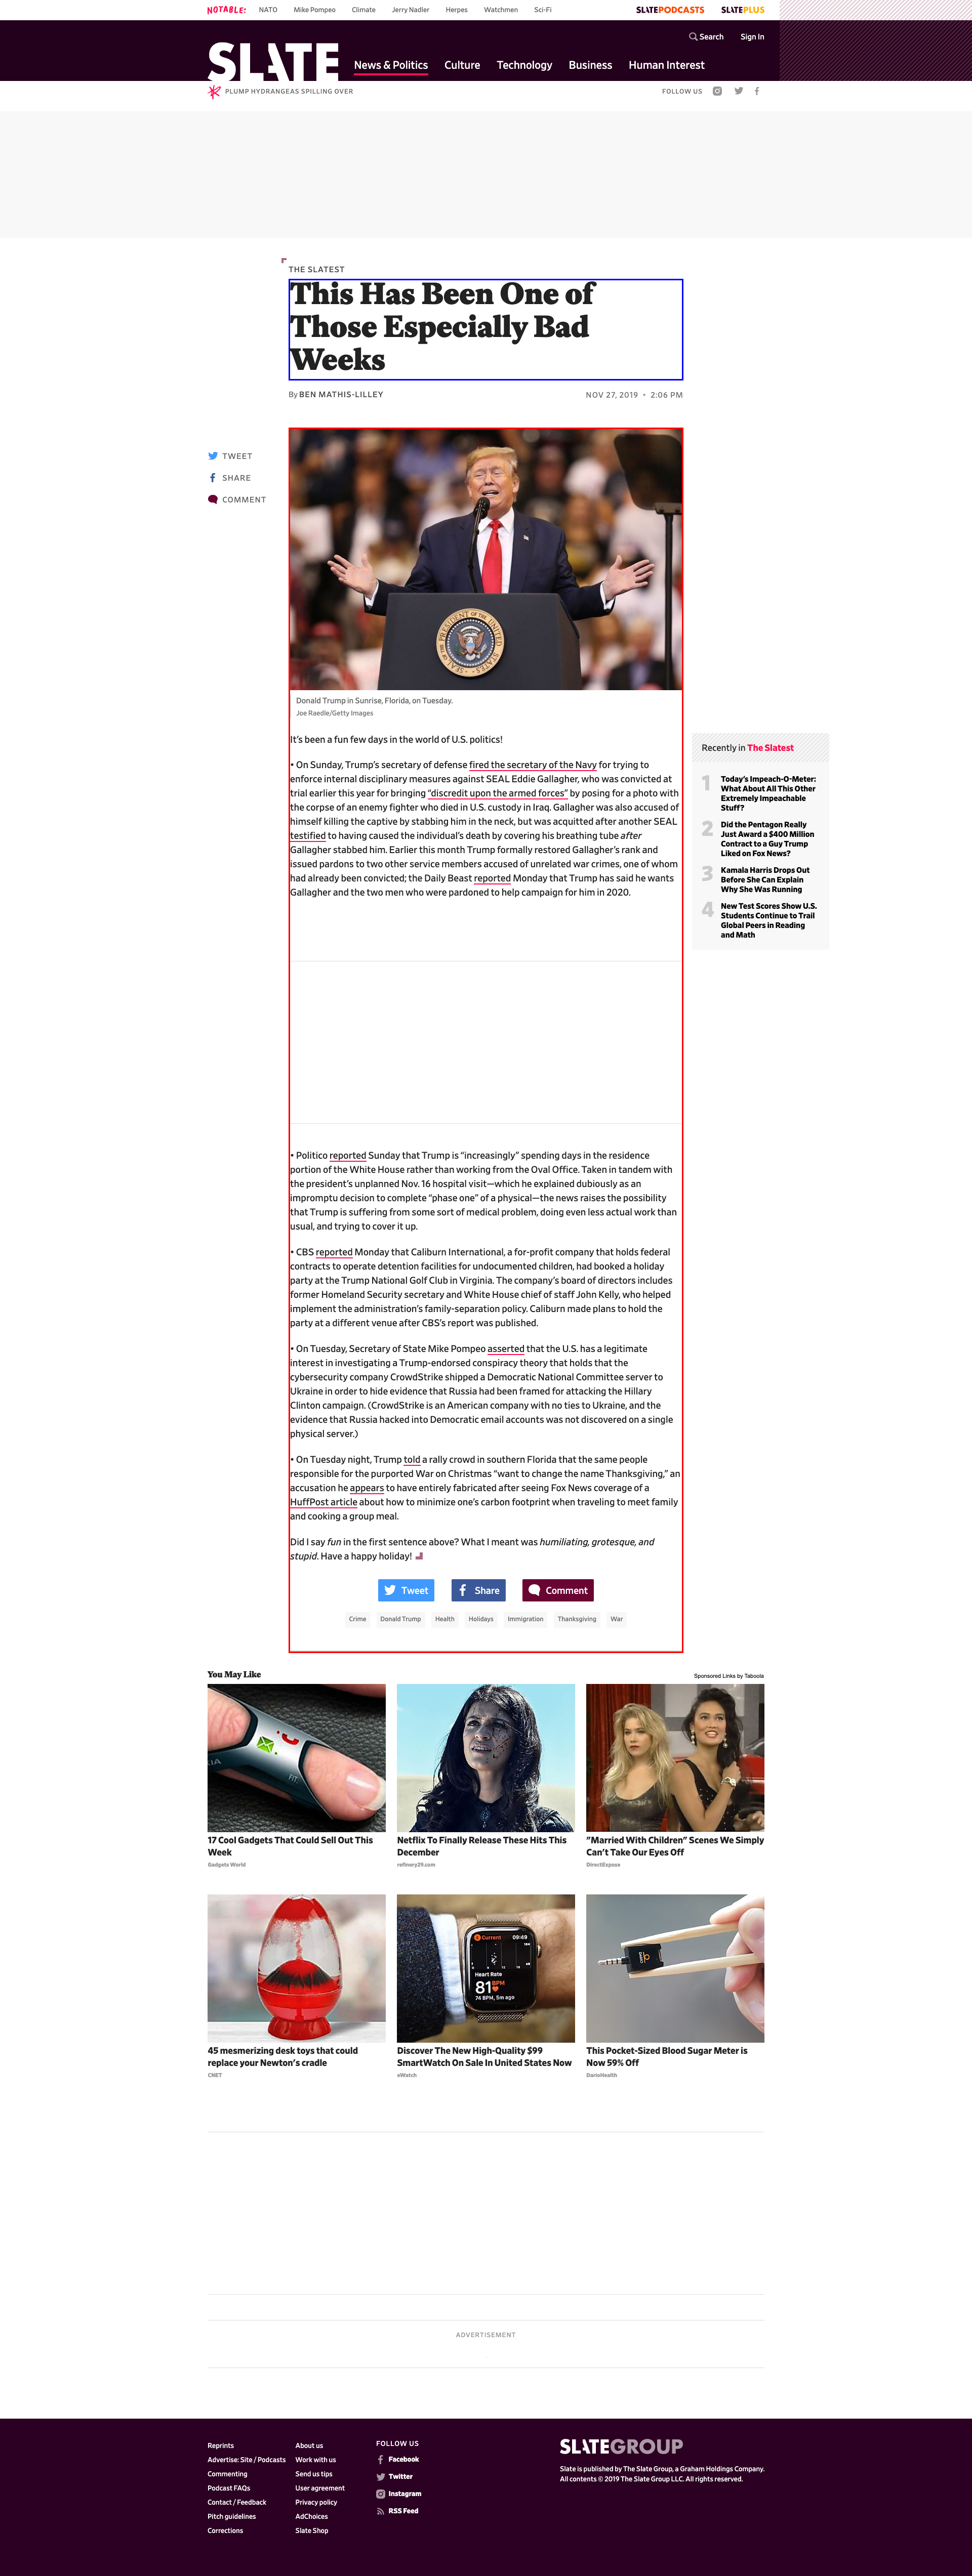 NOTABLE:
NATO
Mike Pompeo
Climate
Jerry Nadler
Herpes
Watchmen
Sci-Fi
SLATEPODCASTS
SLATEPLUS
Search
Sign In
SLATE
News & Politics
Culture
Technology
Business
Human Interest
PLUMP HYDRANGEAS SPILLING OVER
FOLLOW US
THE SLATEST
This Has Been One of
Those Especially Bad
Weeks
By BEN MATHIS-LILLEY
NOV 27, 2019 • 2:06 PM
TWEET
SHARE
COMMENT
Donald Trump in Sunrise, Florida, on Tuesday.
Joe Raedle/Getty Images
It's been a fun few days in the world of U.S. politics!
• On Sunday, Trump's secretary of defense fired the secretary of the Navy for trying to
enforce internal disciplinary measures against SEAL Eddie Gallagher, who was convicted at
trial earlier this year for bringing “discredit upon the armed forces” by posing for a photo with
the corpse of an enemy fighter who died in U.S. custody in Iraq. Gallagher was also accused of
himself killing the captive by stabbing him in the neck, but was acquitted after another SEAL
testified to having caused the individual's death by covering his breathing tube after
Gallagher stabbed him. Earlier this month Trump formally restored Gallagher's rank and
issued pardons to two other service members accused of unrelated war crimes, one of whom
had already been convicted; the Daily Beast reported Monday that Trump has said he wants
Gallagher and the two men who were pardoned to help campaign for him in 2020.
Recently in The Slatest
1 Today's Impeach-O-Meter:
What About All This Other
Extremely Impeachable
Stuff?
2 Did the Pentagon Really
Just Award a $400 Million
Contract to a Guy Trump
Liked on Fox News?
3 Kamala Harris Drops Out
Before She Can Explain
Why She Was Running
4 New Test Scores Show U.S.
Students Continue to Trail
Global Peers in Reading
and Math
• Politico reported Sunday that Trump is “increasingly” spending days in the residence
portion of the White House rather than working from the Oval Office. Taken in tandem with
the president's unplanned Nov. 16 hospital visit—which he explained dubiously as an
impromptu decision to complete “phase one” of a physical—the news raises the possibility
that Trump is suffering from some sort of medical problem, doing even less actual work than
usual, and trying to cover it up.
• CBS reported Monday that Caliburn International, a for-profit company that holds federal
contracts to operate detention facilities for undocumented children, had booked a holiday
party at the Trump National Golf Club in Virginia. The company's board of directors includes
former Homeland Security secretary and White House chief of staff John Kelly, who helped
implement the administration's family-separation policy. Caliburn made plans to hold the
party at a different venue after CBS's report was published.
• On Tuesday, Secretary of State Mike Pompeo asserted that the U.S. has a legitimate
interest in investigating a Trump-endorsed conspiracy theory that holds that the
cybersecurity company CrowdStrike shipped a Democratic National Committee server to
Ukraine in order to hide evidence that Russia had been framed for attacking the Hillary
Clinton campaign. (CrowdStrike is an American company with no ties to Ukraine, and the
evidence that Russia hacked into Democratic email accounts was not discovered on a single
physical server.)
• On Tuesday night, Trump told a rally crowd in southern Florida that the same people
responsible for the purported War on Christmas “want to change the name Thanksgiving,” an
accusation he appears to have entirely fabricated after seeing Fox News coverage of a
HuffPost article about how to minimize one's carbon footprint when traveling to meet family
and cooking a group meal.
Did I say fun in the first sentence above? What I meant was humiliating, grotesque, and
stupid. Have a happy holiday!
Tweet
Share
Comment
Crime
Donald Trump
Health
Holidays
Immigration
Thanksgiving
War
You May Like
Sponsored Links by Taboola
17 Cool Gadgets That Could Sell Out This
Week
Gadgets World
Netflix To Finally Release These Hits This
December
refinery29.com
"Married With Children" Scenes We Simply
Can't Take Our Eyes Off
DirectExpose
Current 09:49
Heart Rate
81 BPM
74 BPM, 5m ago
45 mesmerizing desk toys that could
replace your Newton's cradle
CNET
Discover The New High-Quality $99
SmartWatch On Sale In United States Now
eWatch
This Pocket-Sized Blood Sugar Meter is
Now 59% Off
DarioHealth
ADVERTISEMENT
Reprints
Advertise: Site / Podcasts
Commenting
Podcast FAQs
Contact / Feedback
Pitch guidelines
Corrections
About us
Work with us
Send us tips
User agreement
Privacy policy
AdChoices
Slate Shop
FOLLOW US
Facebook
Twitter
Instagram
RSS Feed
SLATEGROUP
Slate is published by The Slate Group, a Graham Holdings Company.
All contents © 2019 The Slate Group LLC. All rights reserved.